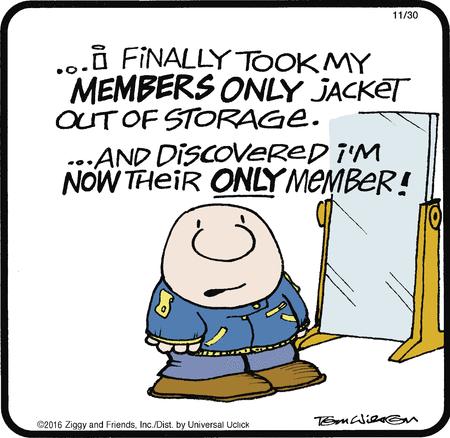 11/30
...i FiNALLY TOOK MY
MEMBERS ONLY JACKET
OUT OF STORAGE.
...AND DiSCOVERED i'M
NOW THEiR ONLY MEMBER!
©2016 Ziggy and Friends, Inc./Dist. by Universal Uclick
Tom Wilson